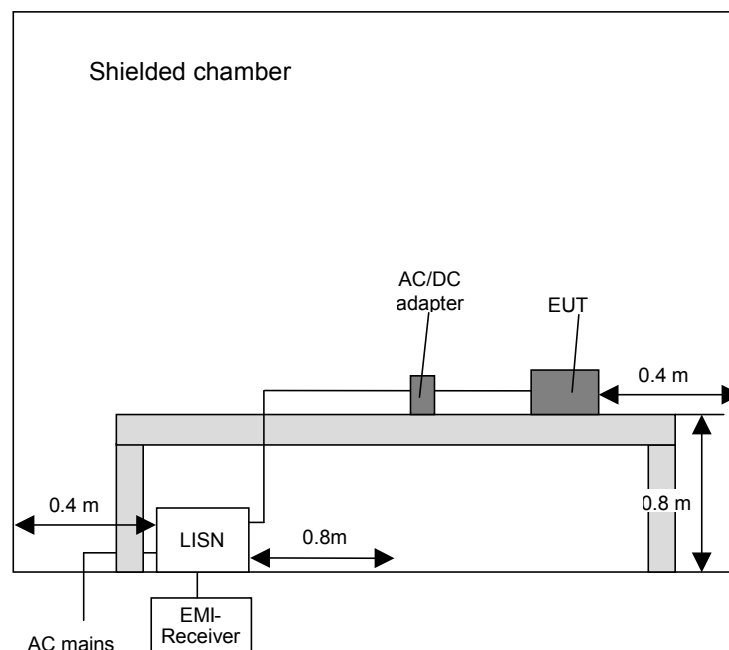 Shielded chamber
AC/DC
adapter
EUT
0.4 m
0.4 m
0.8 m
LISN
0.8m
EMI-
Receiver
AC mains